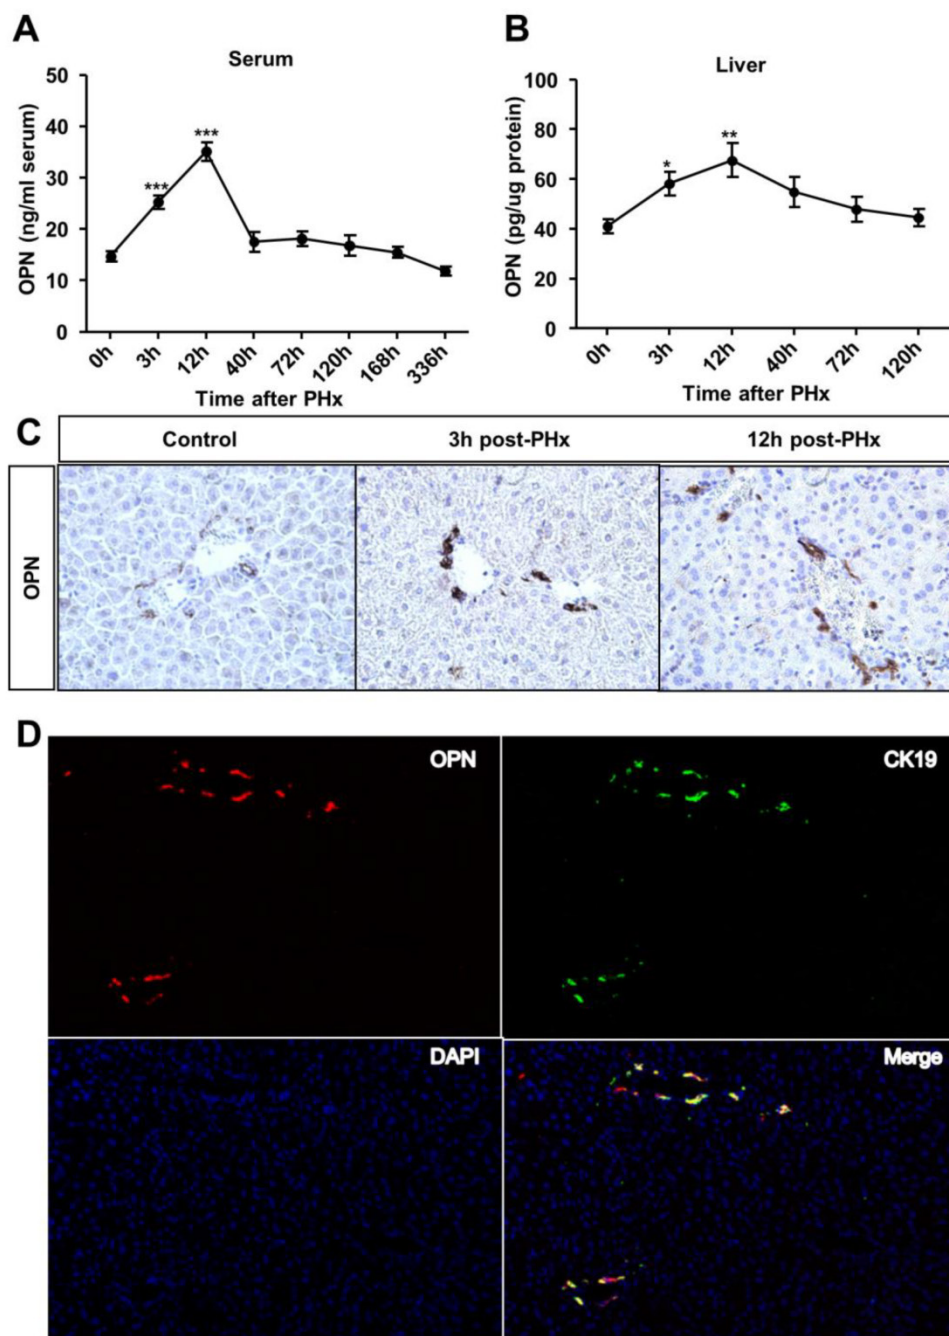 A
Serum
OPN (ng/ml serum)
50
40
30
20
10
0
***
***
0h
3h
12h
40h
72h
120h
168h
336h
Time after PHx
B
Liver
OPN (pg/ug protein)
100
80
60
40
20
0
*
**
0h
3h
12h
40h
72h
120h
Time after PHx
C
Control
3h post-PHx
12h post-PHx
OPN
D
OPN
CK19
DAPI
Merge